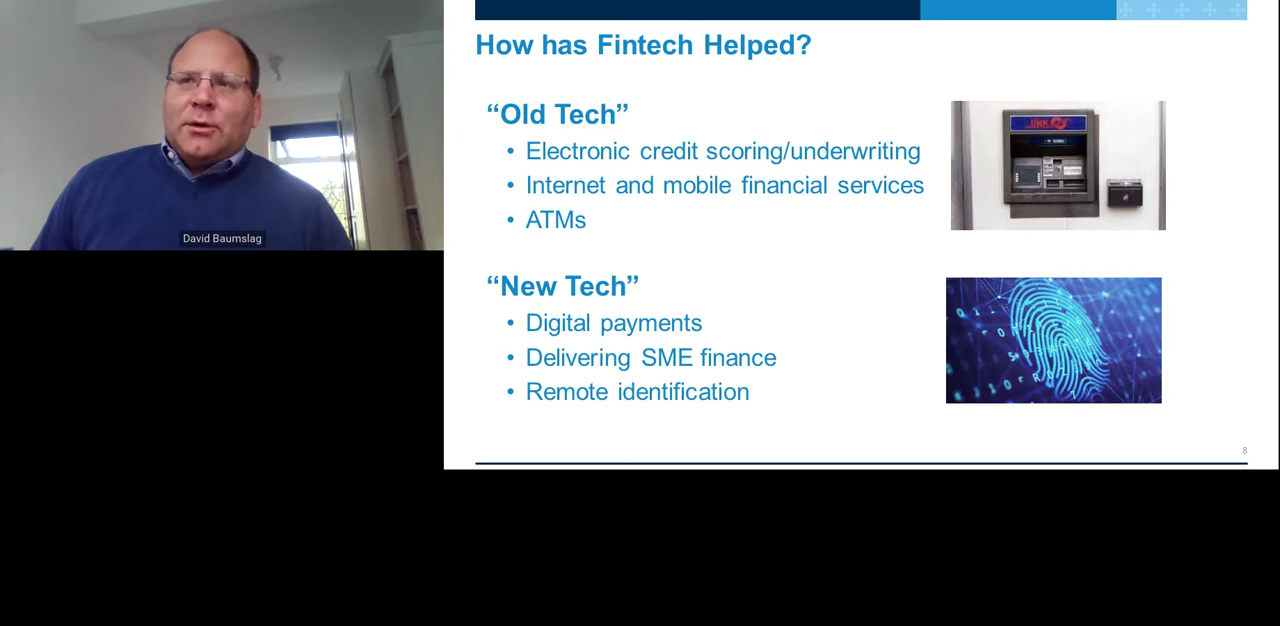 David Baumslag
How has Fintech Helped?
“Old Tech”
• Electronic credit scoring/underwriting
• Internet and mobile financial services
• ATMs
LINK
“New Tech”
• Digital payments
• Delivering SME finance
• Remote identification
8